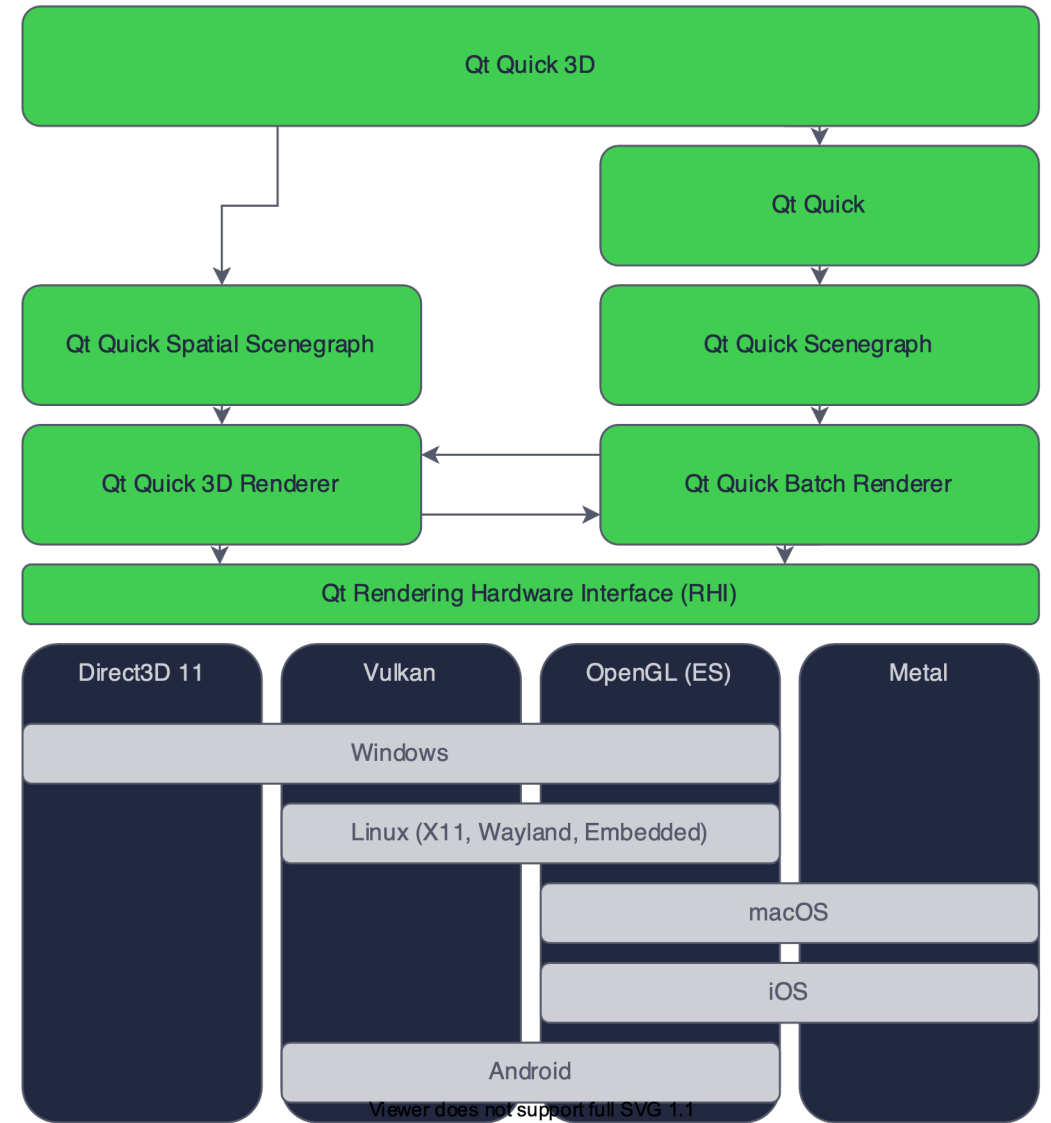 Qt Quick 3D
Qt Quick
Qt Quick Spatial Scenegraph
Qt Quick Scenegraph
Qt Quick 3D Renderer
Qt Quick Batch Renderer
Qt Rendering Hardware Interface (RHI)
Direct3D 11
Vulkan
OpenGL (ES)
Metal
Windows
Linux (X11, Wayland, Embedded)
macOS
iOS
Android
Viewer does not support full SVG 1.1